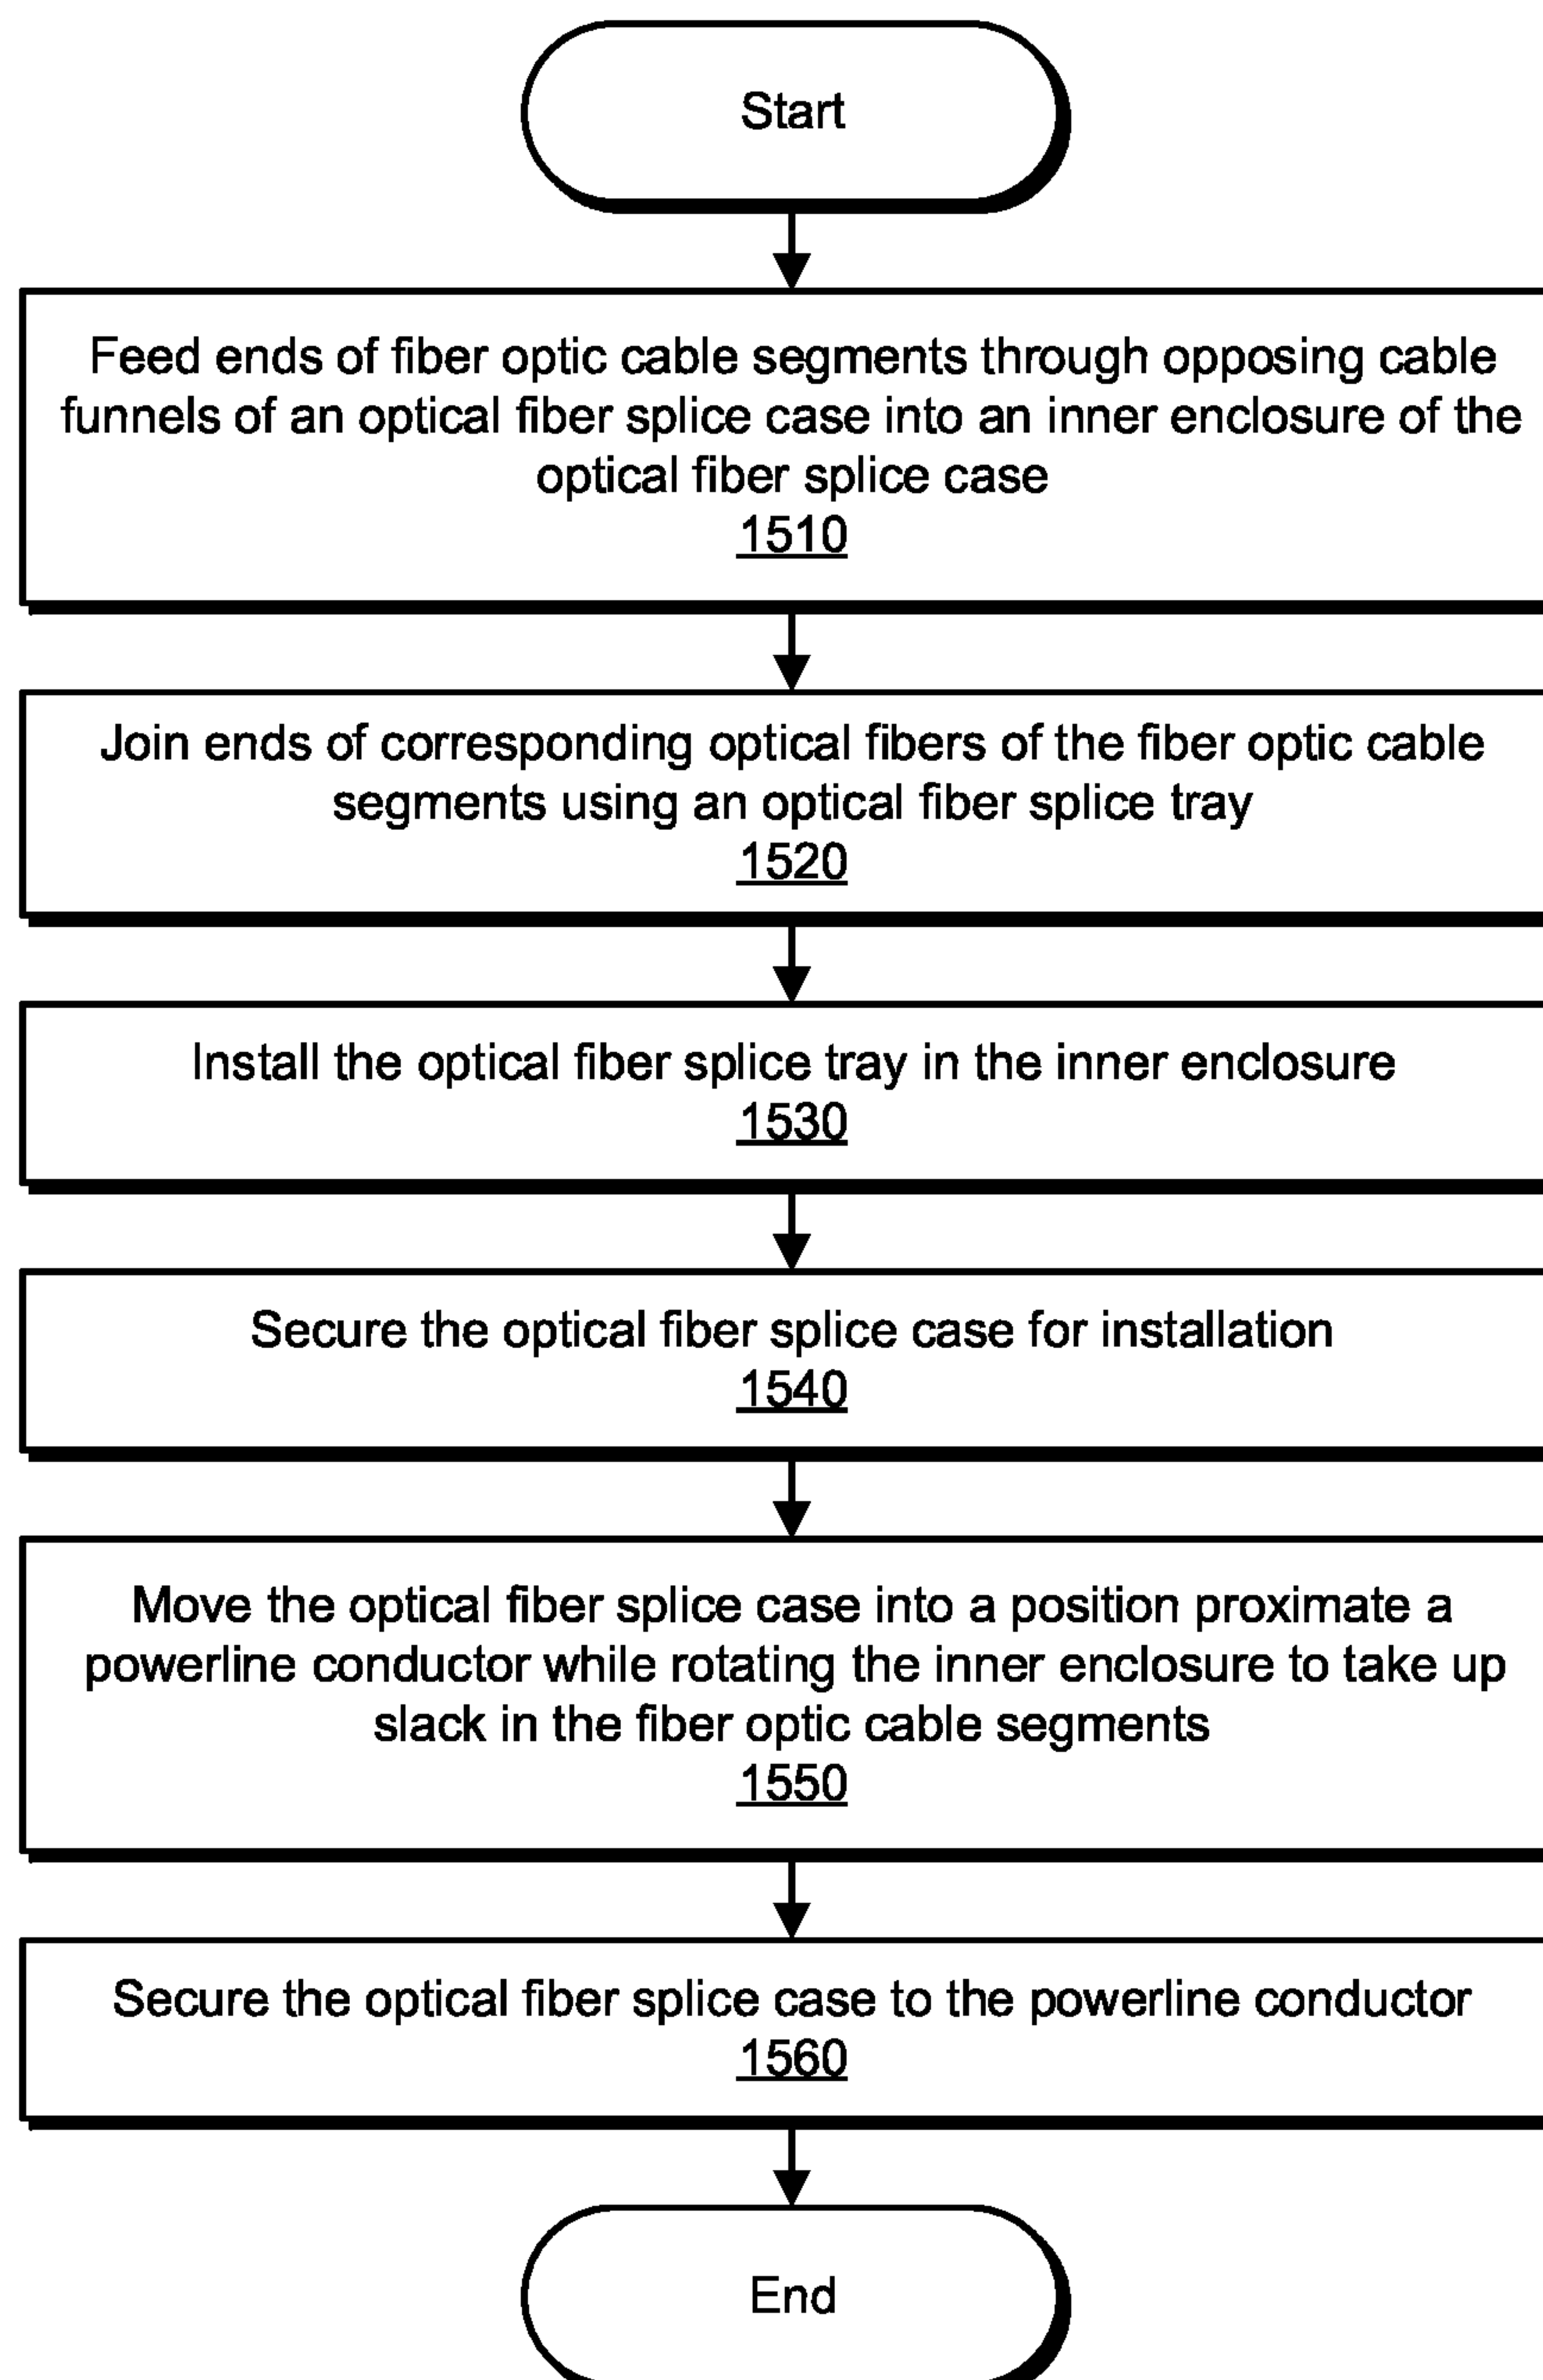 Start
Feed ends of fiber optic cable segments through opposing cable
funnels of an optical fiber splice case into an inner enclosure of the
optical fiber splice case
1510
Join ends of corresponding optical fibers of the fiber optic cable
segments using an optical fiber splice tray
1520
Install the optical fiber splice tray in the inner enclosure
1530
Secure the optical fiber splice case for installation
1540
Move the optical fiber splice case into a position proximate a
powerline conductor while rotating the inner enclosure to take up
slack in the fiber optic cable segments
1550
Secure the optical fiber splice case to the powerline conductor
1560
End